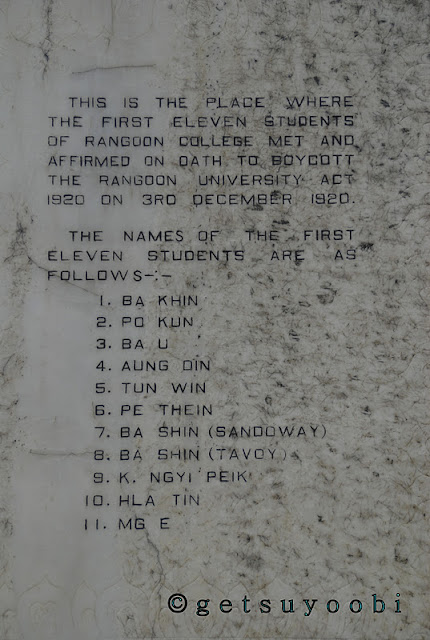 THIS IS THE PLACE WHERE
THE FIRST ELEVEN STUDENTS
OF RANGOON COLLEGE MET AND
AFFIRMED ON OATH TO BOYCOTT
THE RANGOON UNIVERSITY ACT
1920 ON 3RD DECEMBER 1920.
THE NAMES OF THE FIRST
ELEVEN STUDENTS ARE AS
FOLLOWS-:-
1. BA KHIN
2. PO KUN
3. BA U
4. AUNG DIN
5. TUN WIN
6. PE THEIN
7. BA SHIN (SANDOWAY)
8. BA SHIN (TAVOY)
9. K. NGYI PEIK
10. HLA TIN
11. MG E
©getsuyoobi